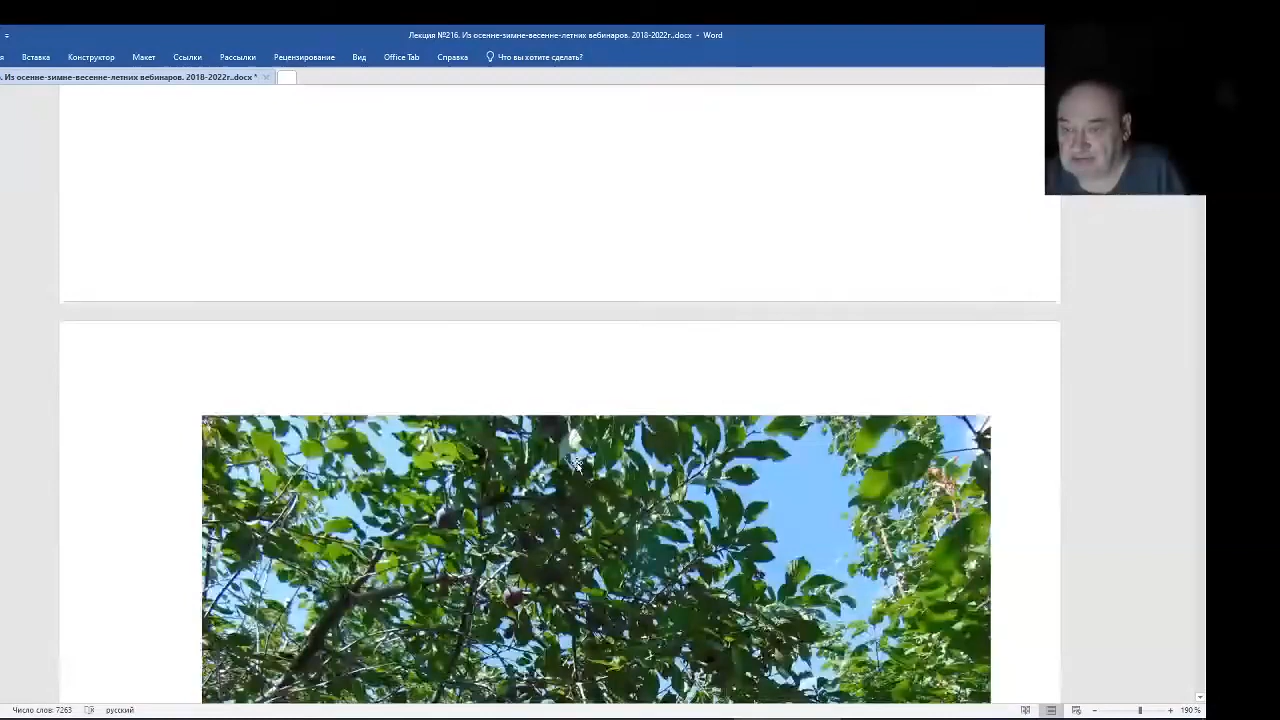 Лекция №216. Из осенне-зимне-весенне-летних вебинаров. 2018-2022г..docx - Word
я Вставка Конструктор Макет Ссылки Рассылки Рецензирование Вид Office Tab Справка Что вы хотите сделать?
. Из осенне-зимне-весенне-летних вебинаров. 2018-2022г..docx *
Число слов: 7263 русский 190 %